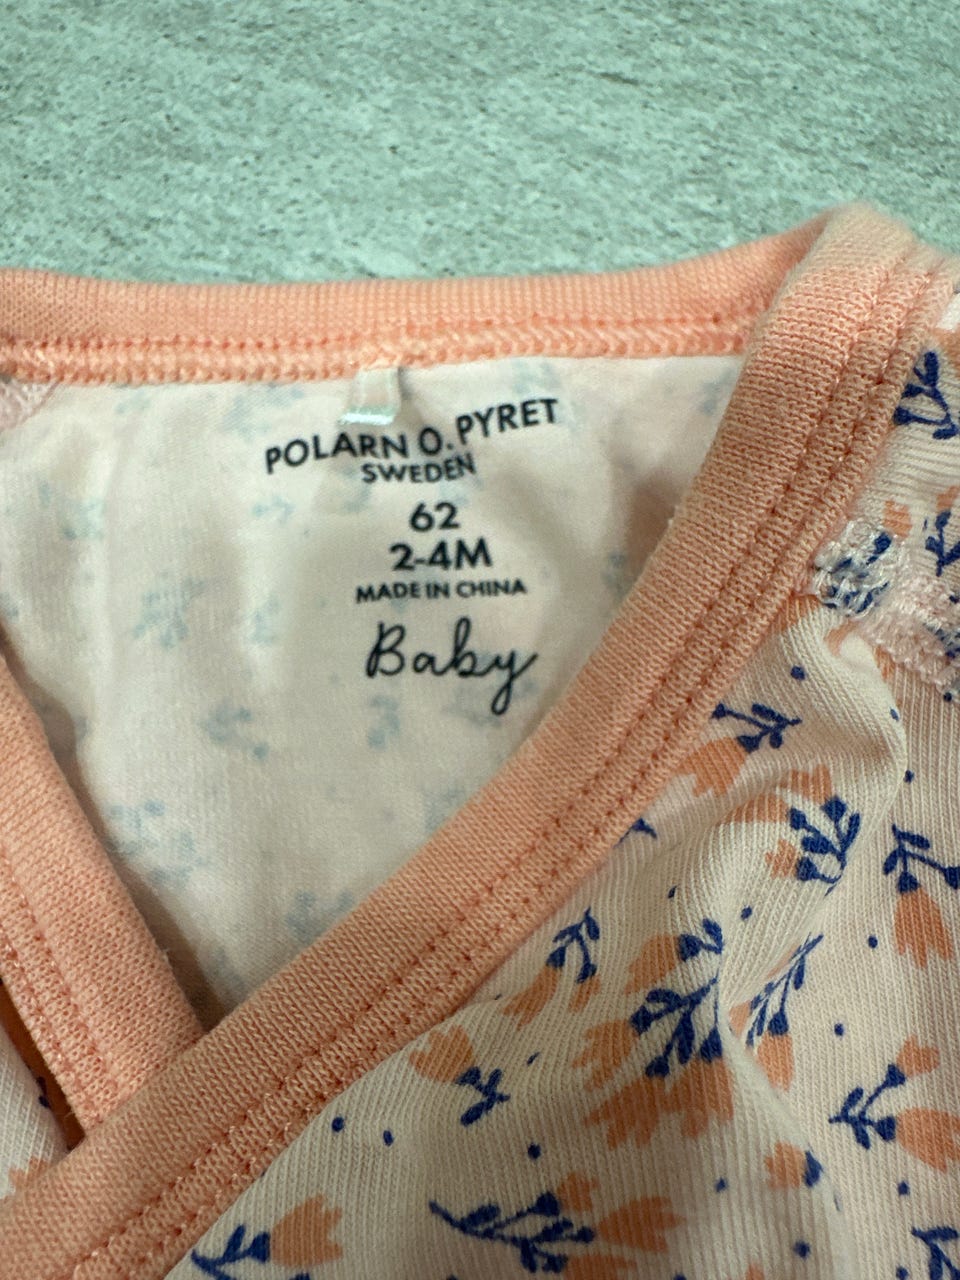 POLARN O. PYRET
SWEDEN
62
2-4M
MADE IN CHINA
Baby